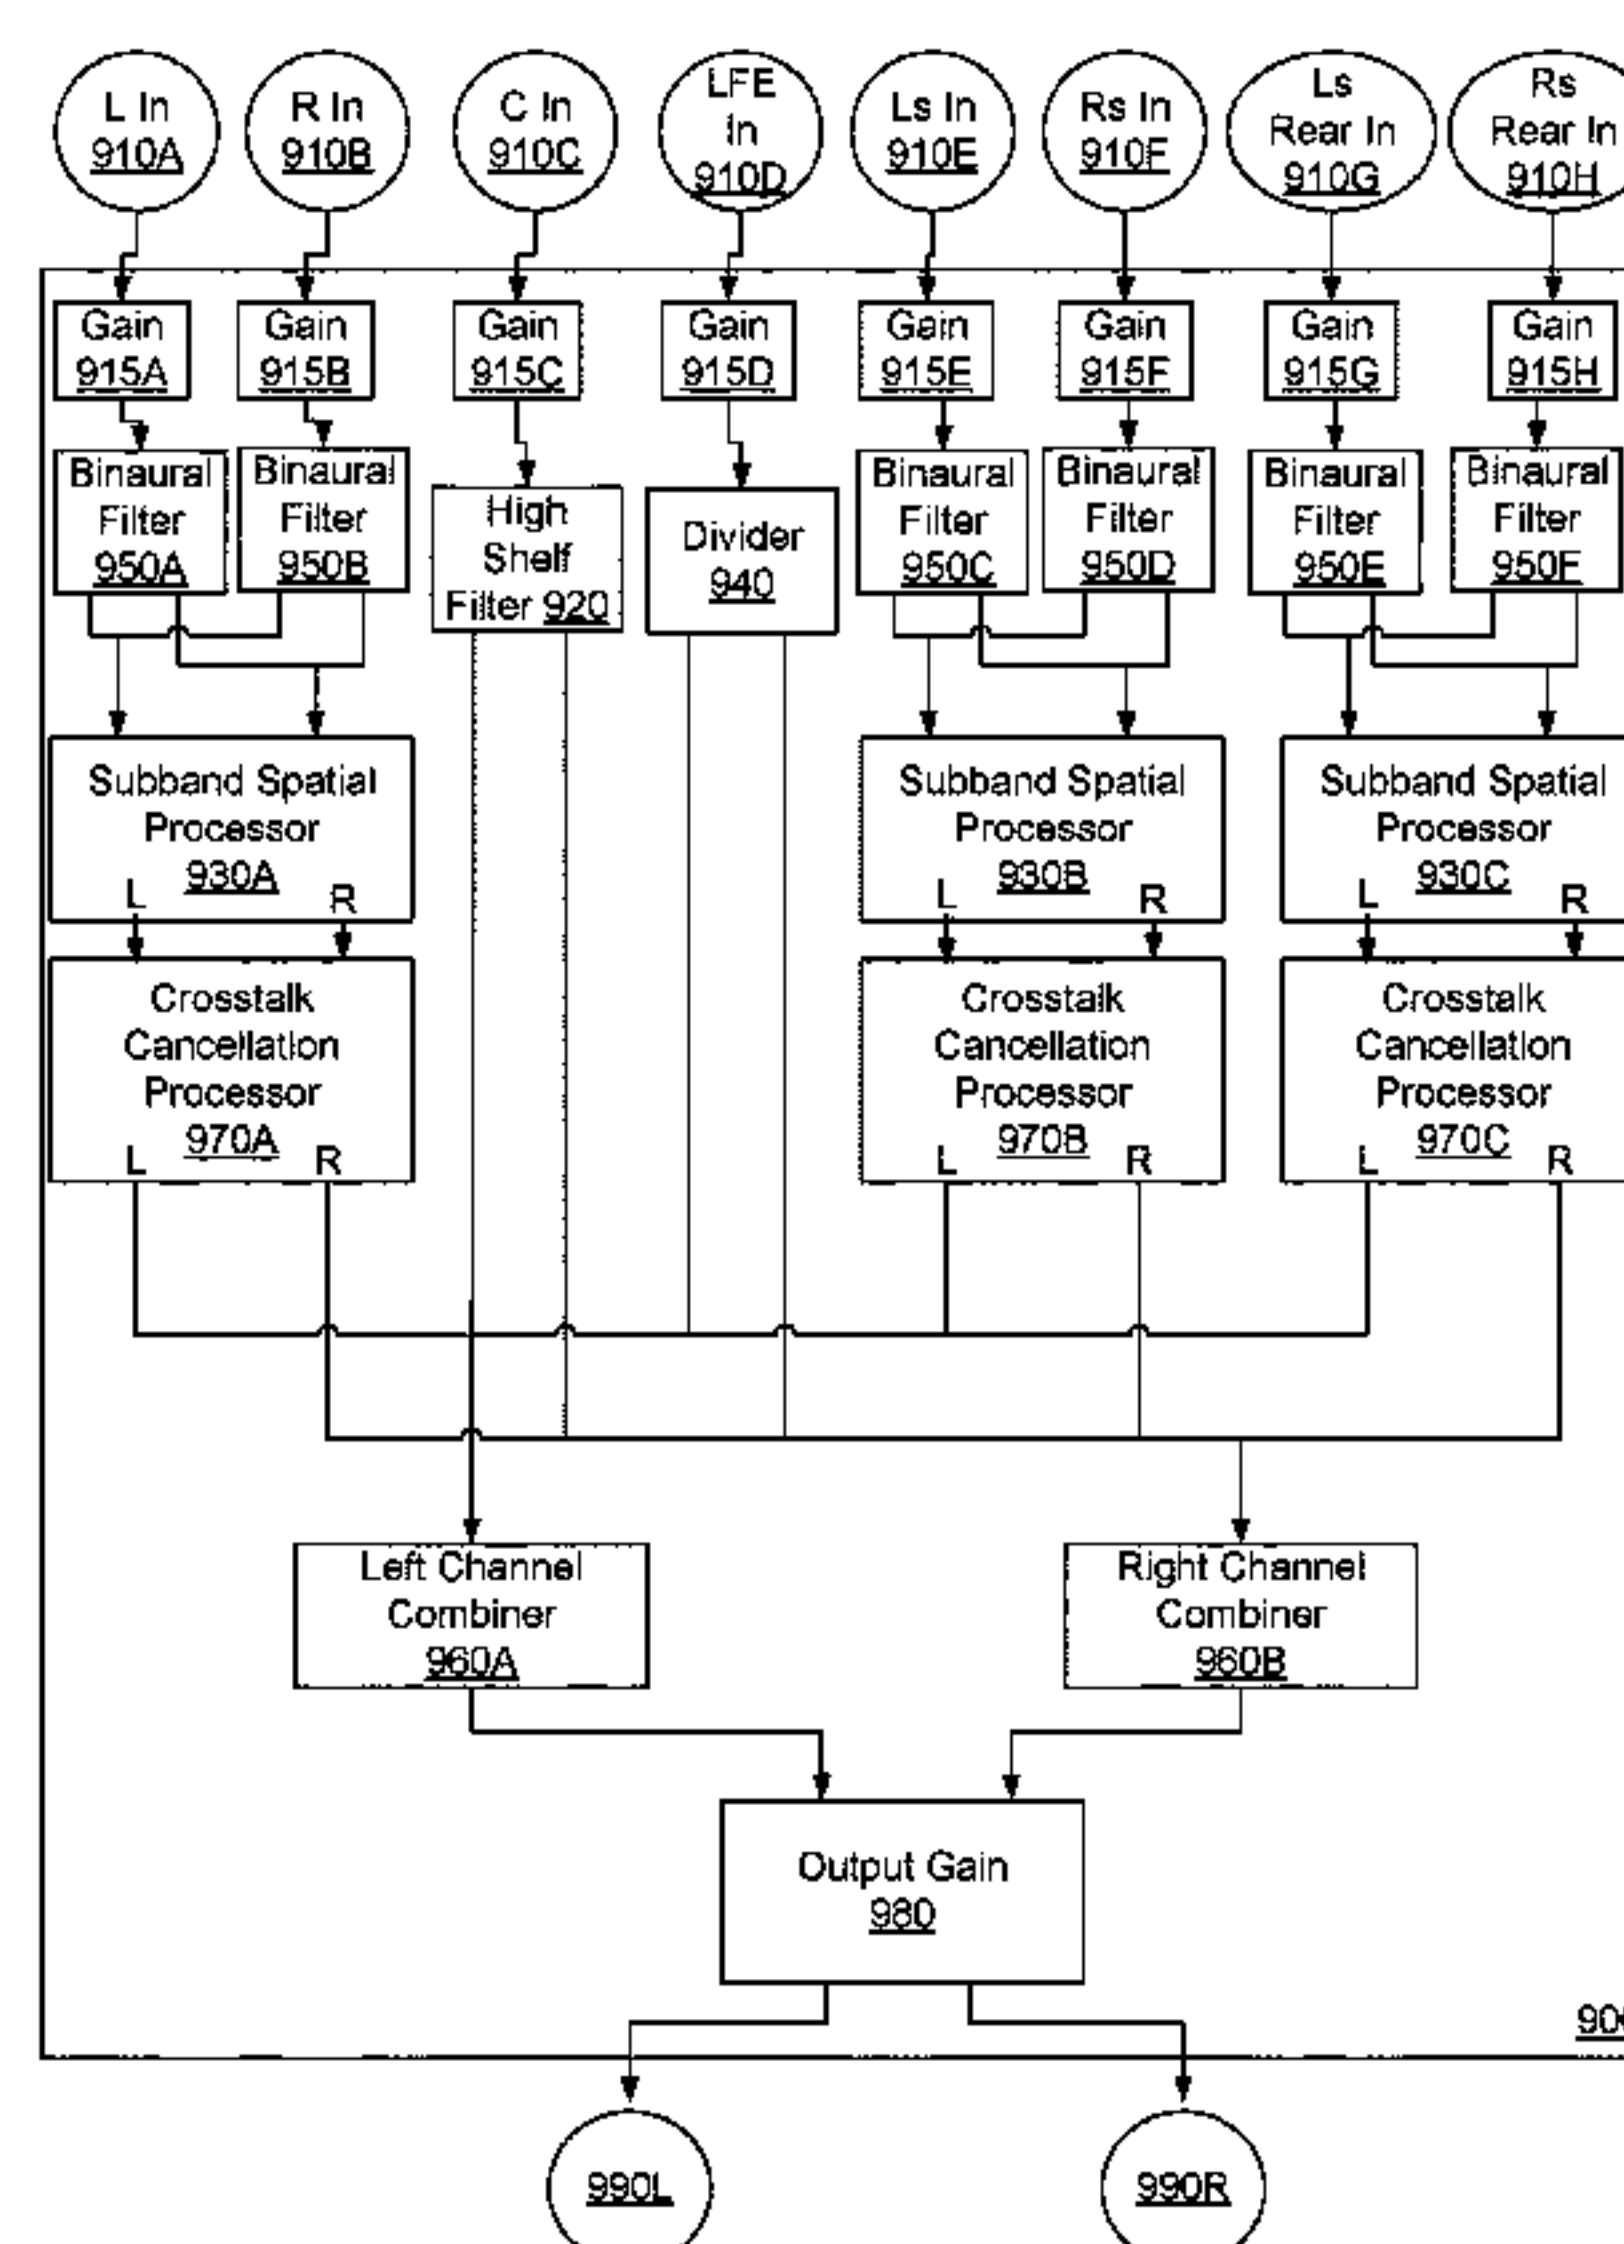 L In
910A
R In
910B
C In
910C
LFE
In
910D
Ls In
910E
Rs In
910F
Ls
Rear In
910G
Rs
Rear In
910H
Gain
915A
Gain
915B
Gain
915C
Gain
915D
Gain
915E
Gain
915F
Gain
915G
Gain
915H
Binaural
Filter
950A
Binaural
Filter
950B
High
Shelf
Filter 920
Divider
940
Binaural
Filter
950C
Binaural
Filter
950D
Binaural
Filter
950E
Binaural
Filter
950F
Subband Spatial
Processor
930A
L R
Subband Spatial
Processor
930B
L R
Subband Spatial
Processor
930C
L R
Crosstalk
Cancellation
Processor
970A
L R
Crosstalk
Cancellation
Processor
970B
L R
Crosstalk
Cancellation
Processor
970C
L R
Left Channel
Combiner
960A
Right Channel
Combiner
960B
Output Gain
980
990L
990R